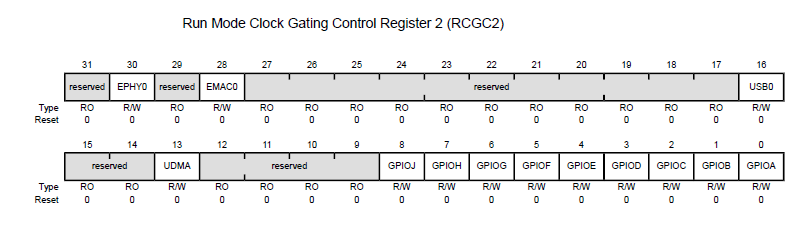 Run Mode Clock Gating Control Register 2 (RCGC2)
31 30 29 28 27 26 25 24 23 22 21 20 19 18 17 16
reserved EPHY0 reserved EMAC0 reserved USB0
Type RO R/W RO R/W RO RO RO RO RO RO RO RO RO RO RO R/W
Reset 0 0 0 0 0 0 0 0 0 0 0 0 0 0 0 0
15 14 13 12 11 10 9 8 7 6 5 4 3 2 1 0
reserved UDMA reserved GPIOJ GPIOH GPIOG GPIOF GPIOE GPIOD GPIOC GPIOB GPIOA
Type RO RO R/W RO RO RO RO R/W R/W R/W R/W R/W R/W R/W R/W R/W
Reset 0 0 0 0 0 0 0 0 0 0 0 0 0 0 0 0